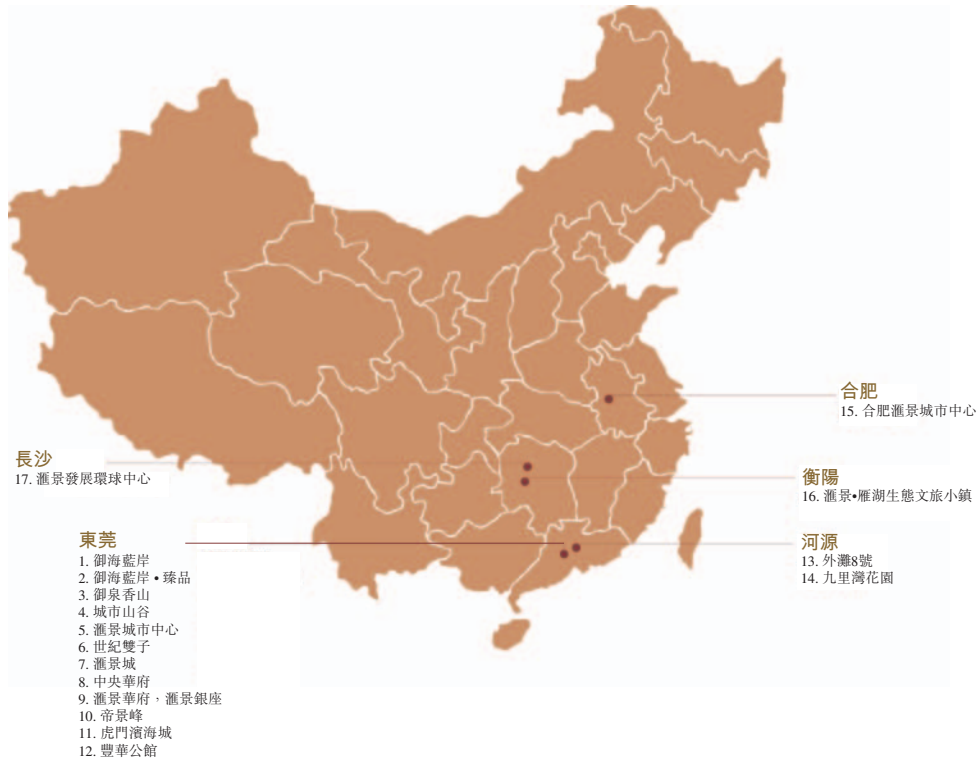 合肥
15. 合肥滙景城市中心
長沙
17. 滙景發展環球中心
衡陽
16. 滙景•雁湖生態文旅小鎮
東莞
1. 御海藍岸
2. 御海藍岸•臻品
3. 御泉香山
4. 城市山谷
5. 滙景城市中心
6. 世紀雙子
7. 滙景城
8. 中央華府
9. 滙景華府，滙景銀座
10. 帝景峰
11. 虎門濱海城
12. 豐華公館
河源
13. 外灘8號
14. 九里灣花園